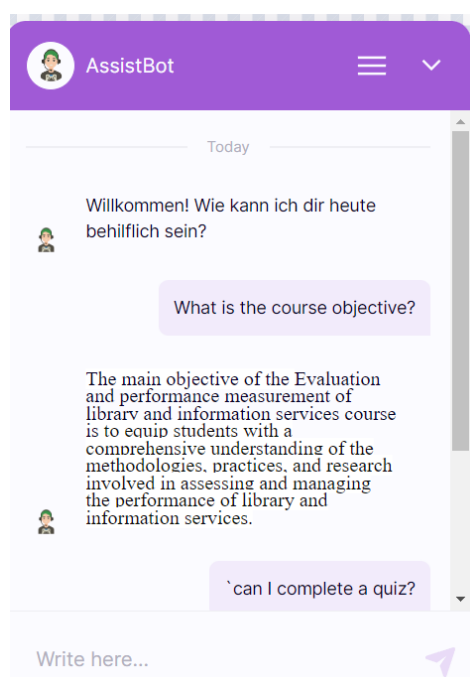 AssistBot
Today
Willkommen! Wie kann ich dir heute
behilflich sein?
What is the course objective?
The main objective of the Evaluation
and performance measurement of
library and information services course
is to equip students with a
comprehensive understanding of the
methodologies, practices, and research
involved in assessing and managing
the performance of library and
information services.
`can I complete a quiz?
Write here...